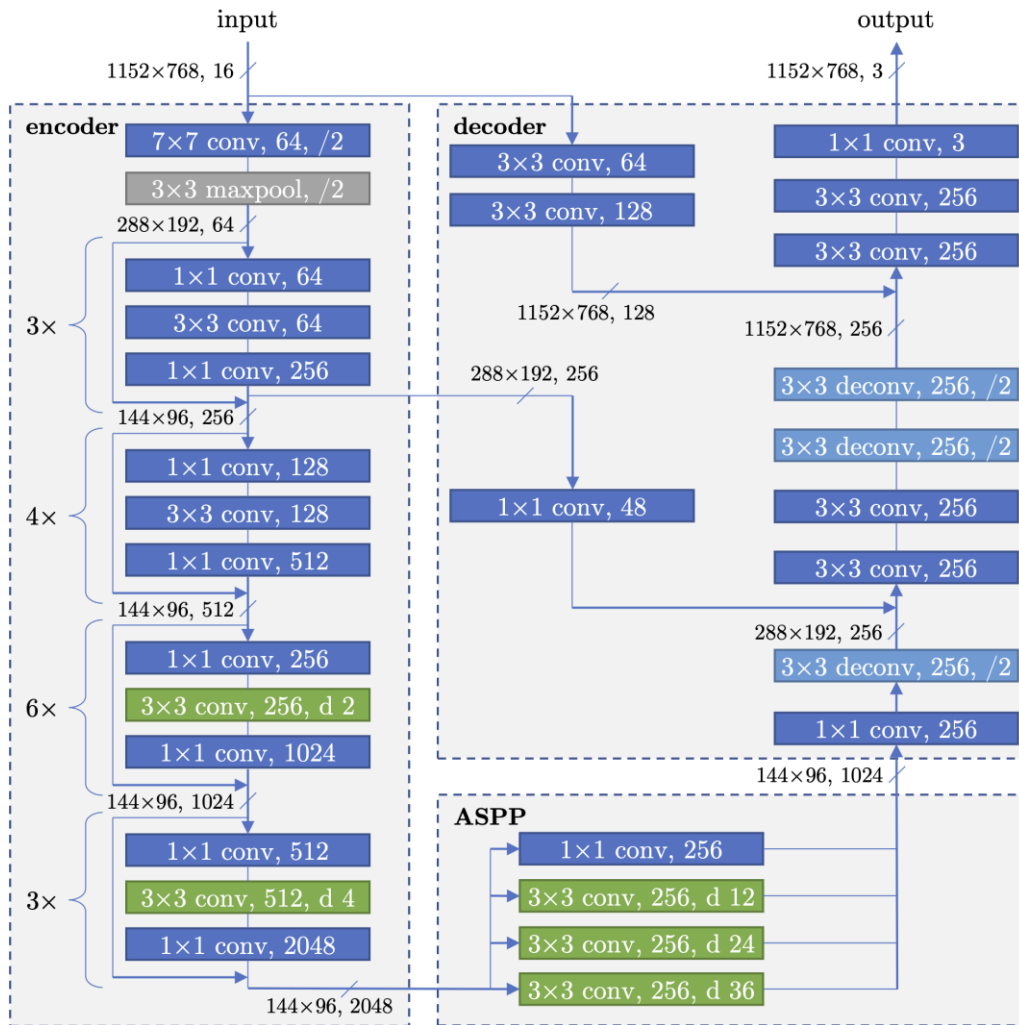 input
1152×768, 16
encoder
7×7 conv, 64, /2
3×3 maxpool, /2
288×192, 64
3×
1×1 conv, 64
3×3 conv, 64
1×1 conv, 256
144×96, 256
4×
1×1 conv, 128
3×3 conv, 128
1×1 conv, 512
144×96, 512
6×
1×1 conv, 256
3×3 conv, 256, d 2
1×1 conv, 1024
144×96, 1024
3×
1×1 conv, 512
3×3 conv, 512, d 4
1×1 conv, 2048
144×96, 2048
output
1152×768, 3
decoder
3×3 conv, 64
3×3 conv, 128
1152×768, 128
288×192, 256
1×1 conv, 48
1×1 conv, 3
3×3 conv, 256
3×3 conv, 256
1152×768, 256
3×3 deconv, 256, /2
3×3 deconv, 256, /2
3×3 conv, 256
3×3 conv, 256
288×192, 256
3×3 deconv, 256, /2
1×1 conv, 256
144×96, 1024
ASPP
1×1 conv, 256
3×3 conv, 256, d 12
3×3 conv, 256, d 24
3×3 conv, 256, d 36